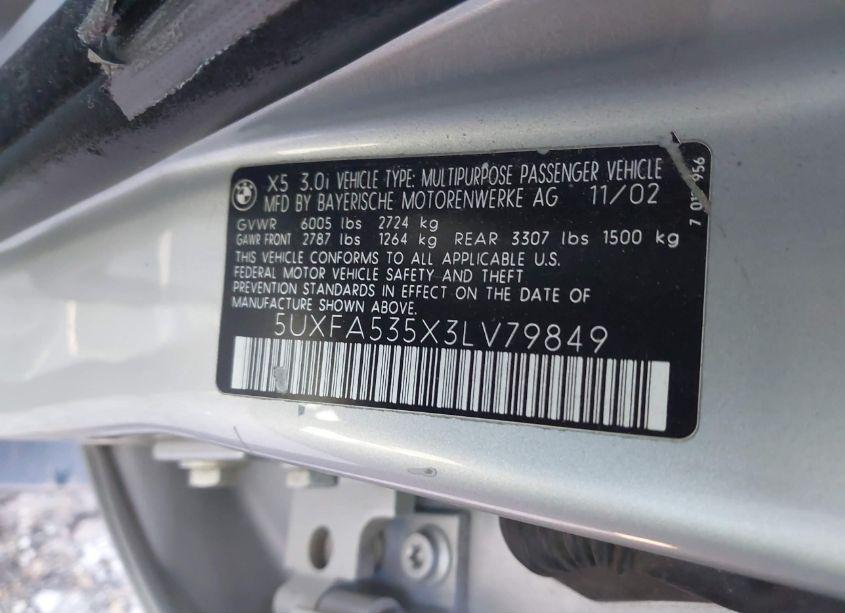 X5 3.0i VEHICLE TYPE: MULTIPURPOSE PASSENGER VEHICLE
MFD BY BAYERISCHE MOTORENWERKE AG 11/02
GVWR 6005 lbs 2724 kg
GAWR FRONT 2787 lbs 1264 kg REAR 3307 lbs 1500 kg
THIS VEHICLE CONFORMS TO ALL APPLICABLE U.S.
FEDERAL MOTOR VEHICLE SAFETY AND THEFT
PREVENTION STANDARDS IN EFFECT ON THE DATE OF
MANUFACTURE SHOWN ABOVE.
5UXFA535X3LV79849